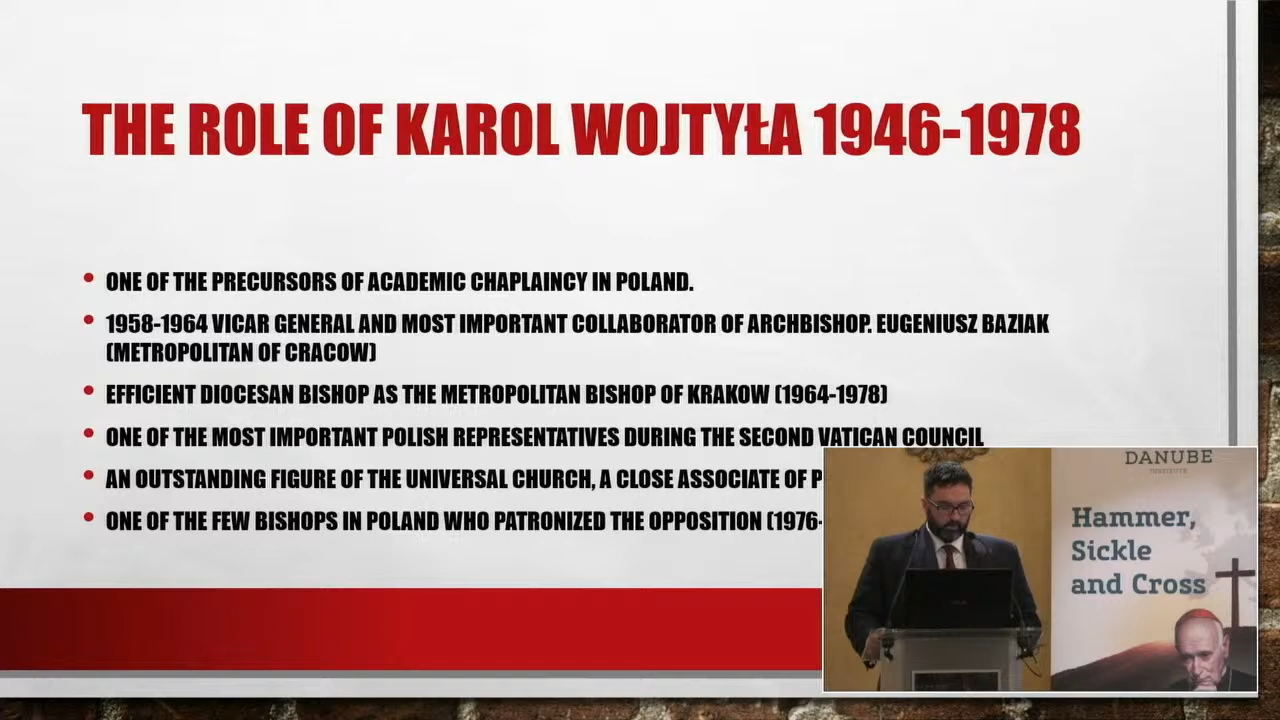 THE ROLE OF KAROL WOJTYŁA 1946-1978
• ONE OF THE PRECURSORS OF ACADEMIC CHAPLAINCY IN POLAND.
• 1958-1964 VICAR GENERAL AND MOST IMPORTANT COLLABORATOR OF ARCHBISHOP. EUGENIUSZ BAZIAK
(METROPOLITAN OF CRACOW)
• EFFICIENT DIOCESAN BISHOP AS THE METROPOLITAN BISHOP OF KRAKOW (1964-1978)
• ONE OF THE MOST IMPORTANT POLISH REPRESENTATIVES DURING THE SECOND VATICAN COUNCIL
• AN OUTSTANDING FIGURE OF THE UNIVERSAL CHURCH, A CLOSE ASSOCIATE OF P
• ONE OF THE FEW BISHOPS IN POLAND WHO PATRONIZED THE OPPOSITION (1976-
DANUBE
INSTITUTE
Hammer,
Sickle
and Cross